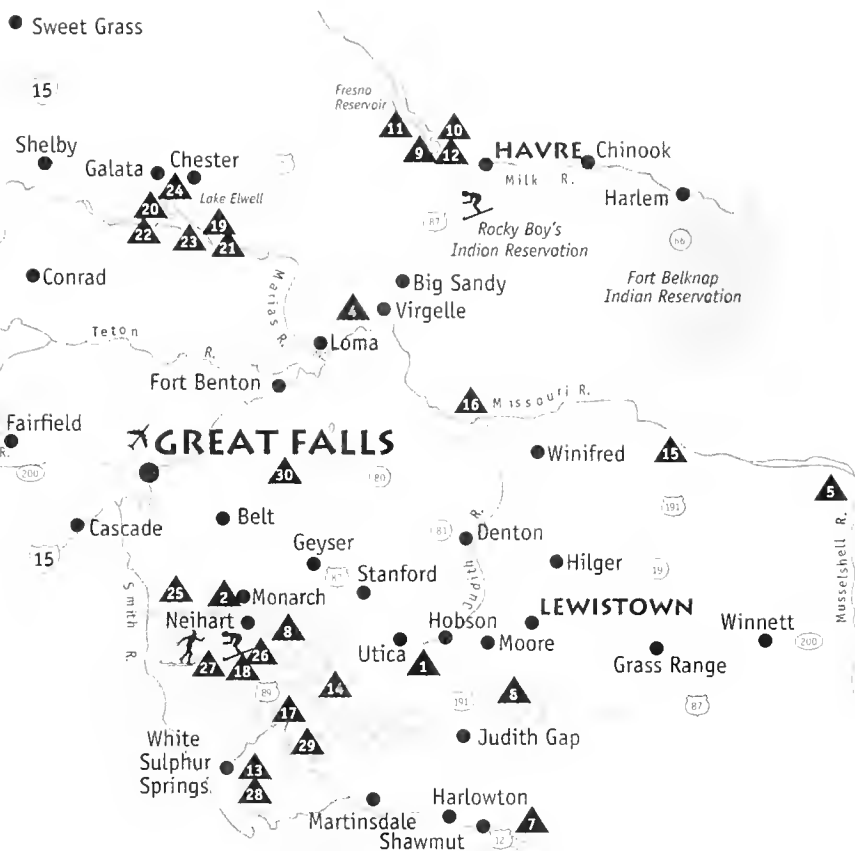 Sweet Grass
15
Fresno
Reservoir
11
10
9
12
HAVRE
Chinook
Milk R.
Shelby
Galata
Chester
24
Lake Elwell
20
19
22
23
21
87
Rocky Boy's
Indian Reservation
Harlem
66
Fort Belknap
Indian Reservation
Conrad
Marias R.
Big Sandy
4
Virgelle
Teton R.
Loma
Fort Benton
16
Missouri R.
Fairfield
R.
200
GREAT FALLS
30
80
Winifred
15
5
191
Musselshell R.
Cascade
Belt
15
Geyser
87
Stanford
81
Denton
Judith R.
Hilger
19
Smith R.
25
2
Monarch
Neihart
8
LEWISTOWN
Hobson
Utica
1
Moore
Winnett
200
Grass Range
27
18
26
89
14
191
87
17
29
Judith Gap
White
Sulphur
Springs
13
28
Martinsdale
Harlowton
Shawmut
7
12